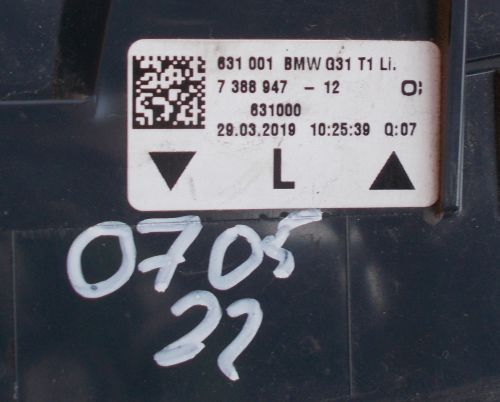 631 001 BMW G31 T1 Li.
7 388 947 - 12
631000
29.03.2019 10:25:39 Q:07
L
0705
22